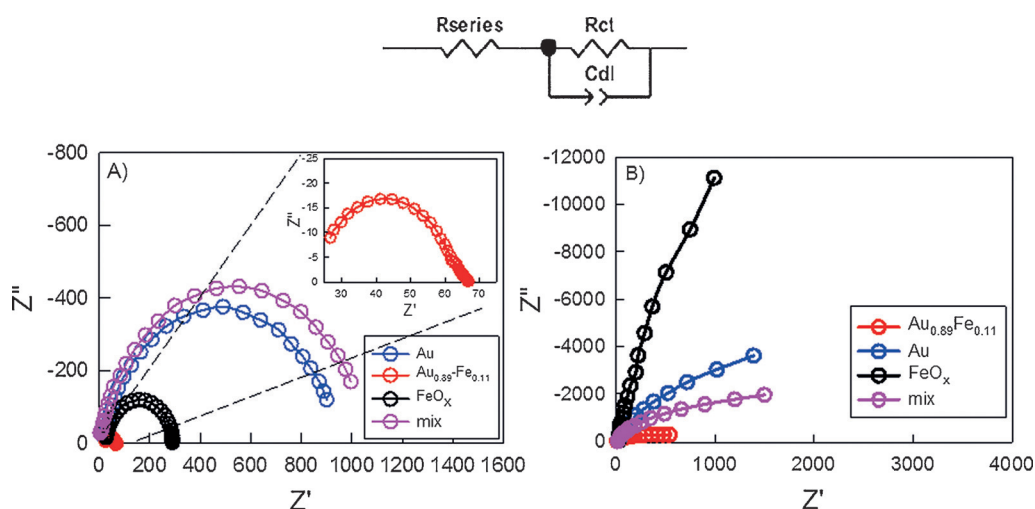 Rseries
Rct
Cdl
A)
-800
-600
-400
-200
0
Z''
0 200 400 600 800 1000 1200 1400 1600
Z'
-25
-20
-15
-10
-5
0
Z''
30 40 50 60 70
Z'
Au
Au0.89-Fe0.11
FeOx
mix
B)
-12000
-10000
-8000
-6000
-4000
-2000
0
Z''
0 1000 2000 3000 4000
Z'
Au0.89Fe0.11
Au
FeOx
mix